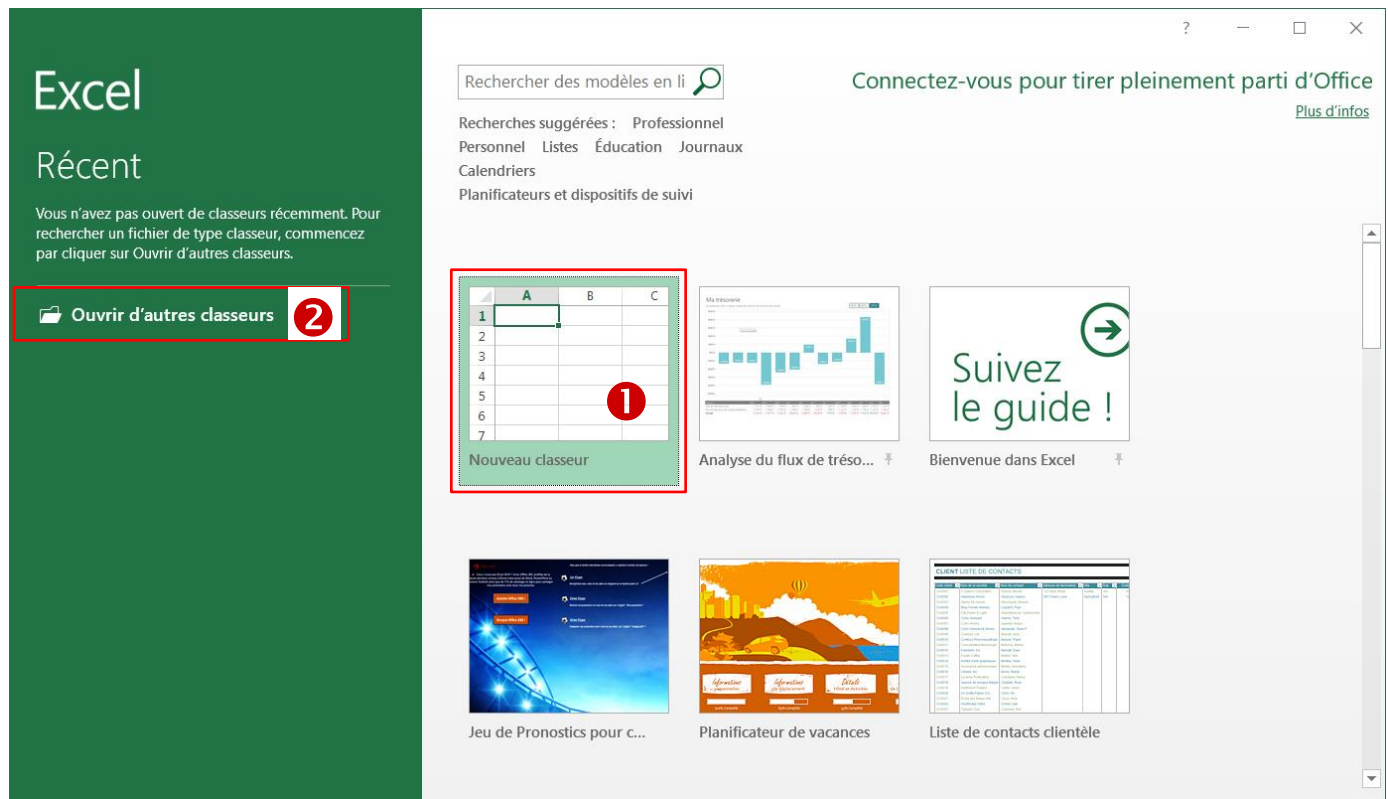 ?
Excel
Rechercher des modèles en li
Connectez-vous pour tirer pleinement parti d'Office
Plus d'infos
Recherches suggérées : Professionnel
Personnel Listes Éducation Journaux
Calendriers
Planificateurs et dispositifs de suivi
Récent
Vous n'avez pas ouvert de classeurs récemment. Pour
rechercher un fichier de type classeur, commencez
par cliquer sur Ouvrir d'autres classeurs.
Ouvrir d'autres classeurs 2
A B C
1
2
3
4
5
6
7
1
Nouveau classeur
Ma trésorerie
Analyse du flux de tréso...
Suivez
le guide !
Bienvenue dans Excel
Jeu de Pronostics pour c...
Informations
Informations
Détails
Planificateur de vacances
CLIENT LISTE DE CONTACTS
Liste de contacts clientèle